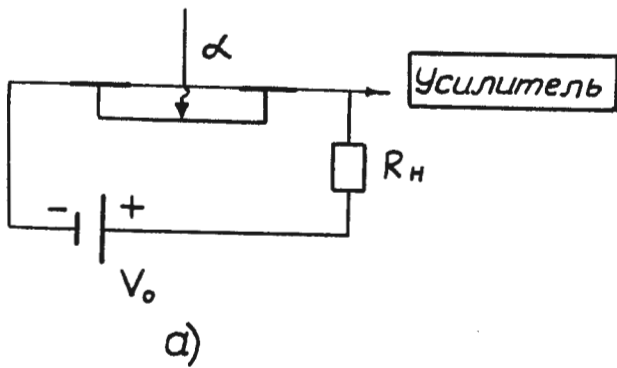 α
Усилитель
RН
- +
V₀
а)